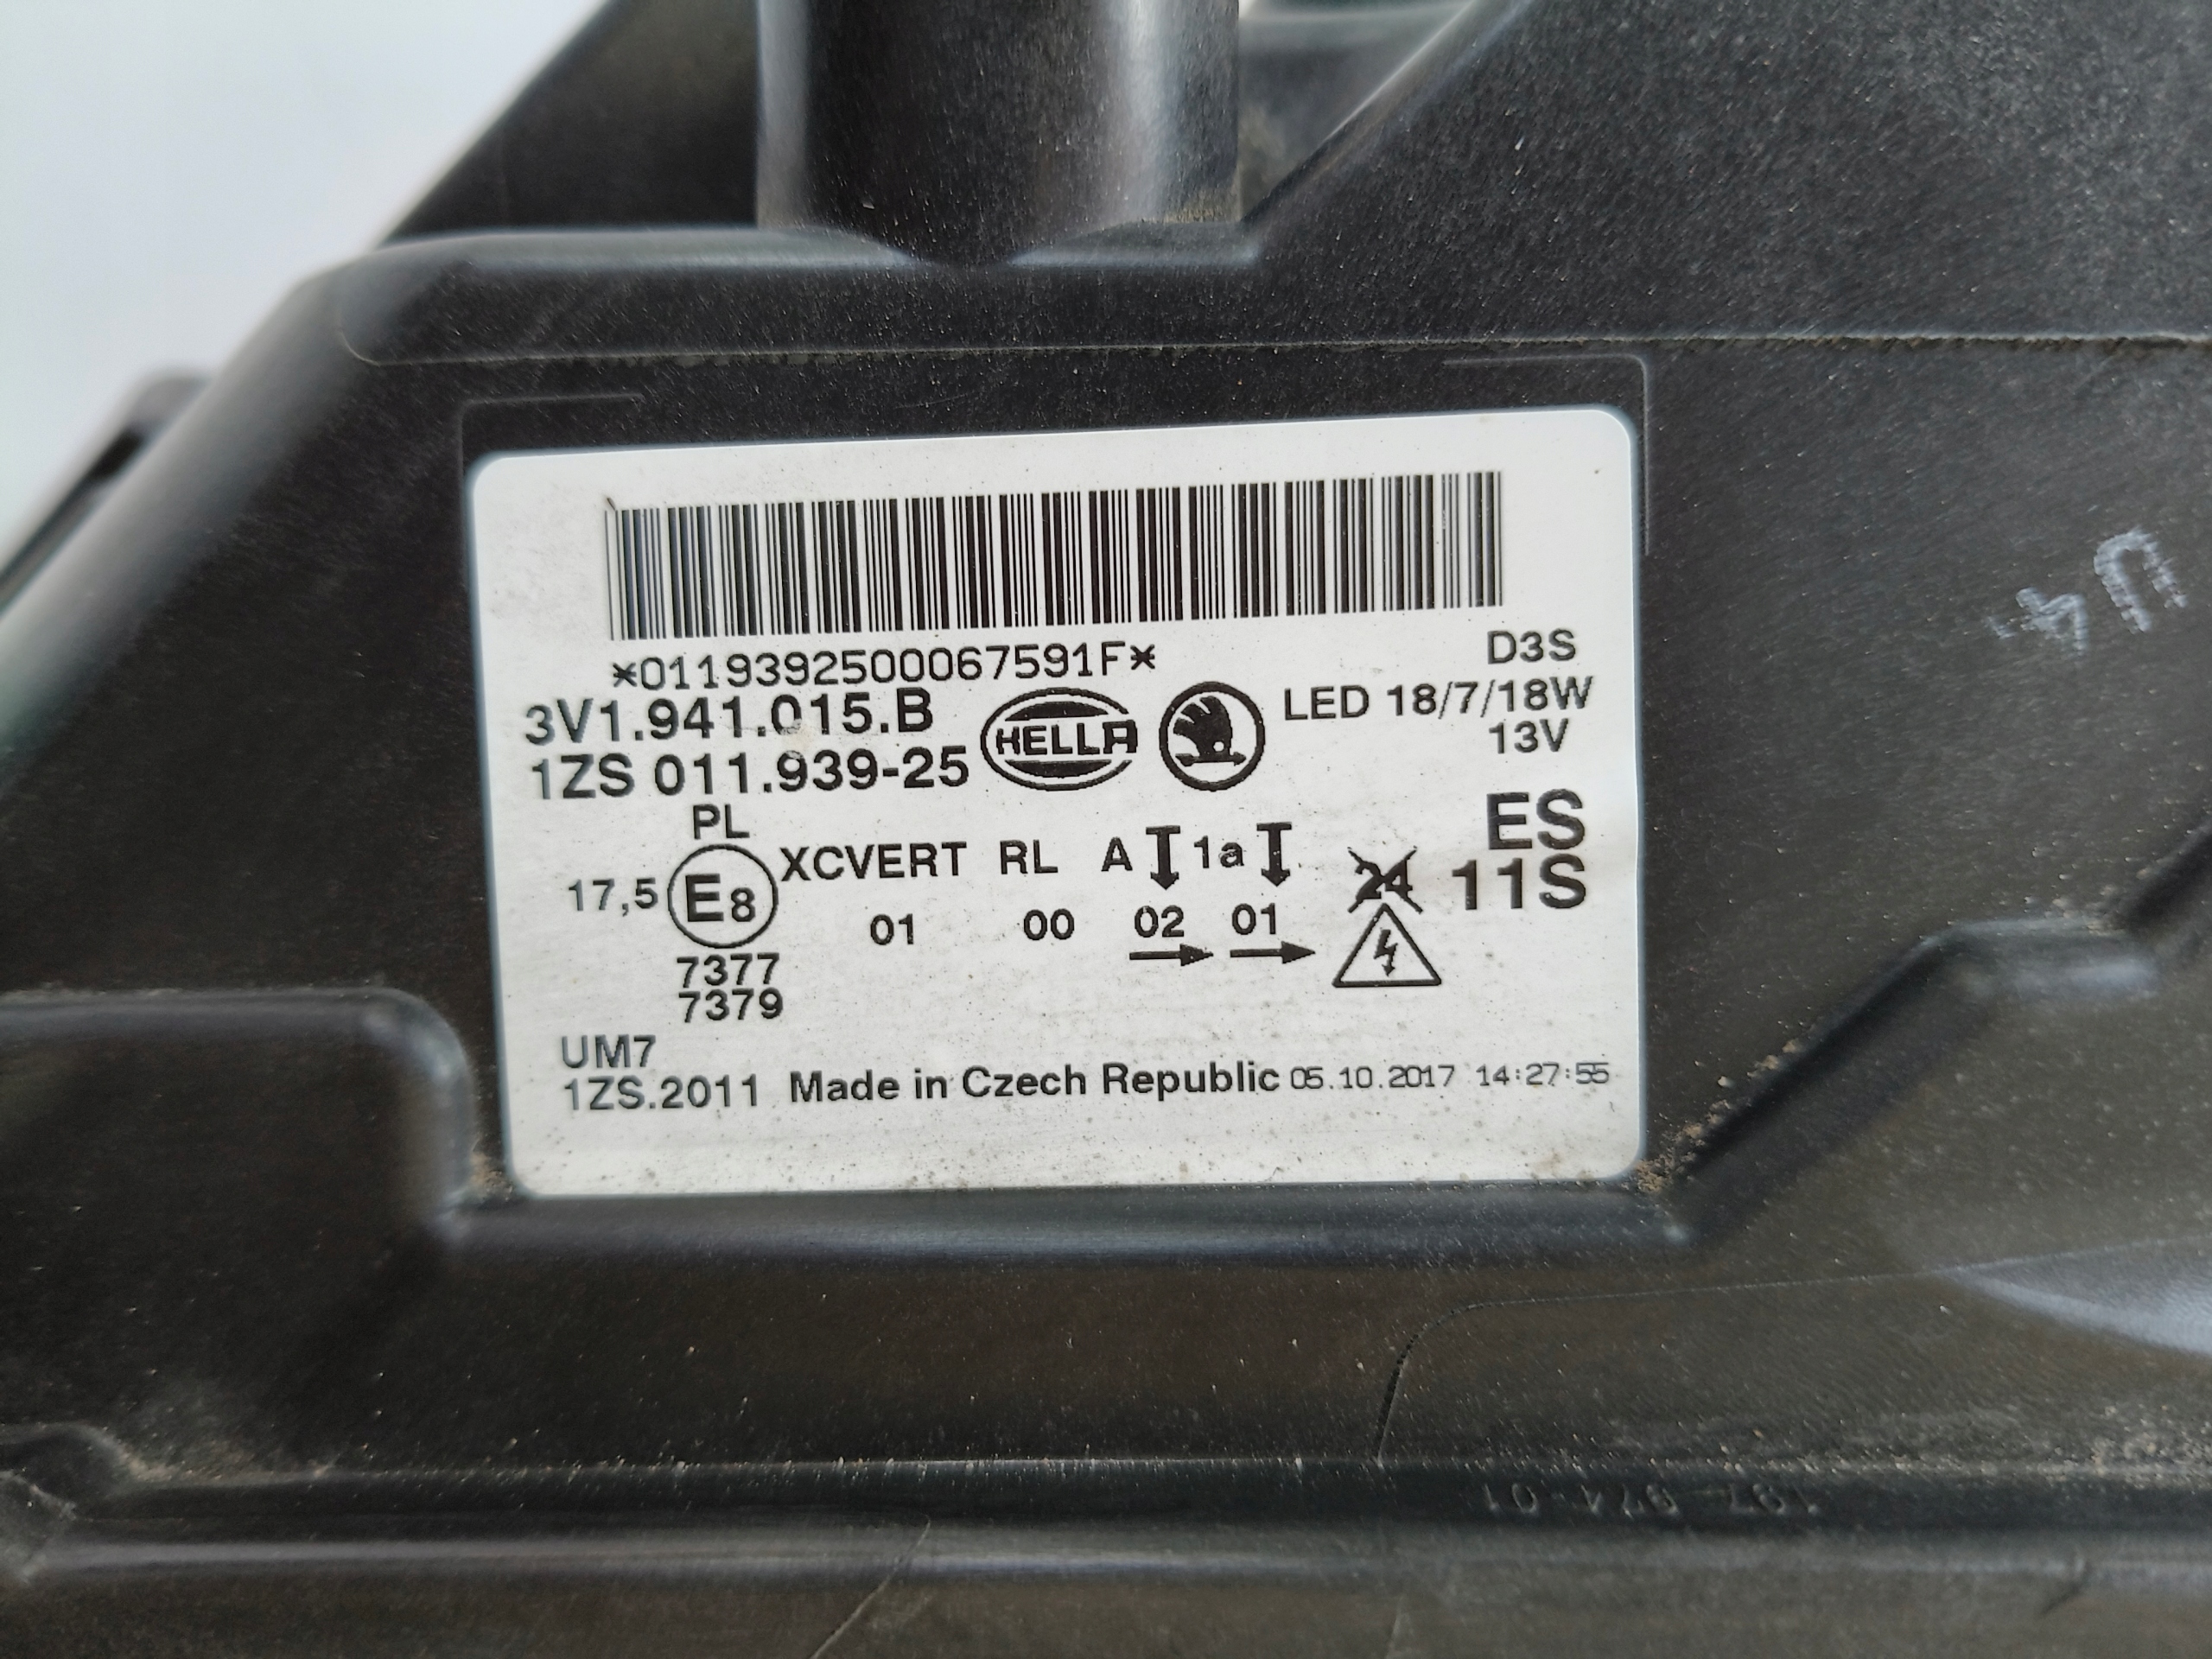 *0119392500067591F*
D3S
3V1.941.015.B
HELLA
LED 18/7/18W
13V
1ZS 011.939-25
PL
ES
17,5 E8 XCVERT RL A 1a
24 11S
01 00 02 01
7377
7379
UM7
1ZS.2011 Made in Czech Republic 05.10.2017 14:27:55